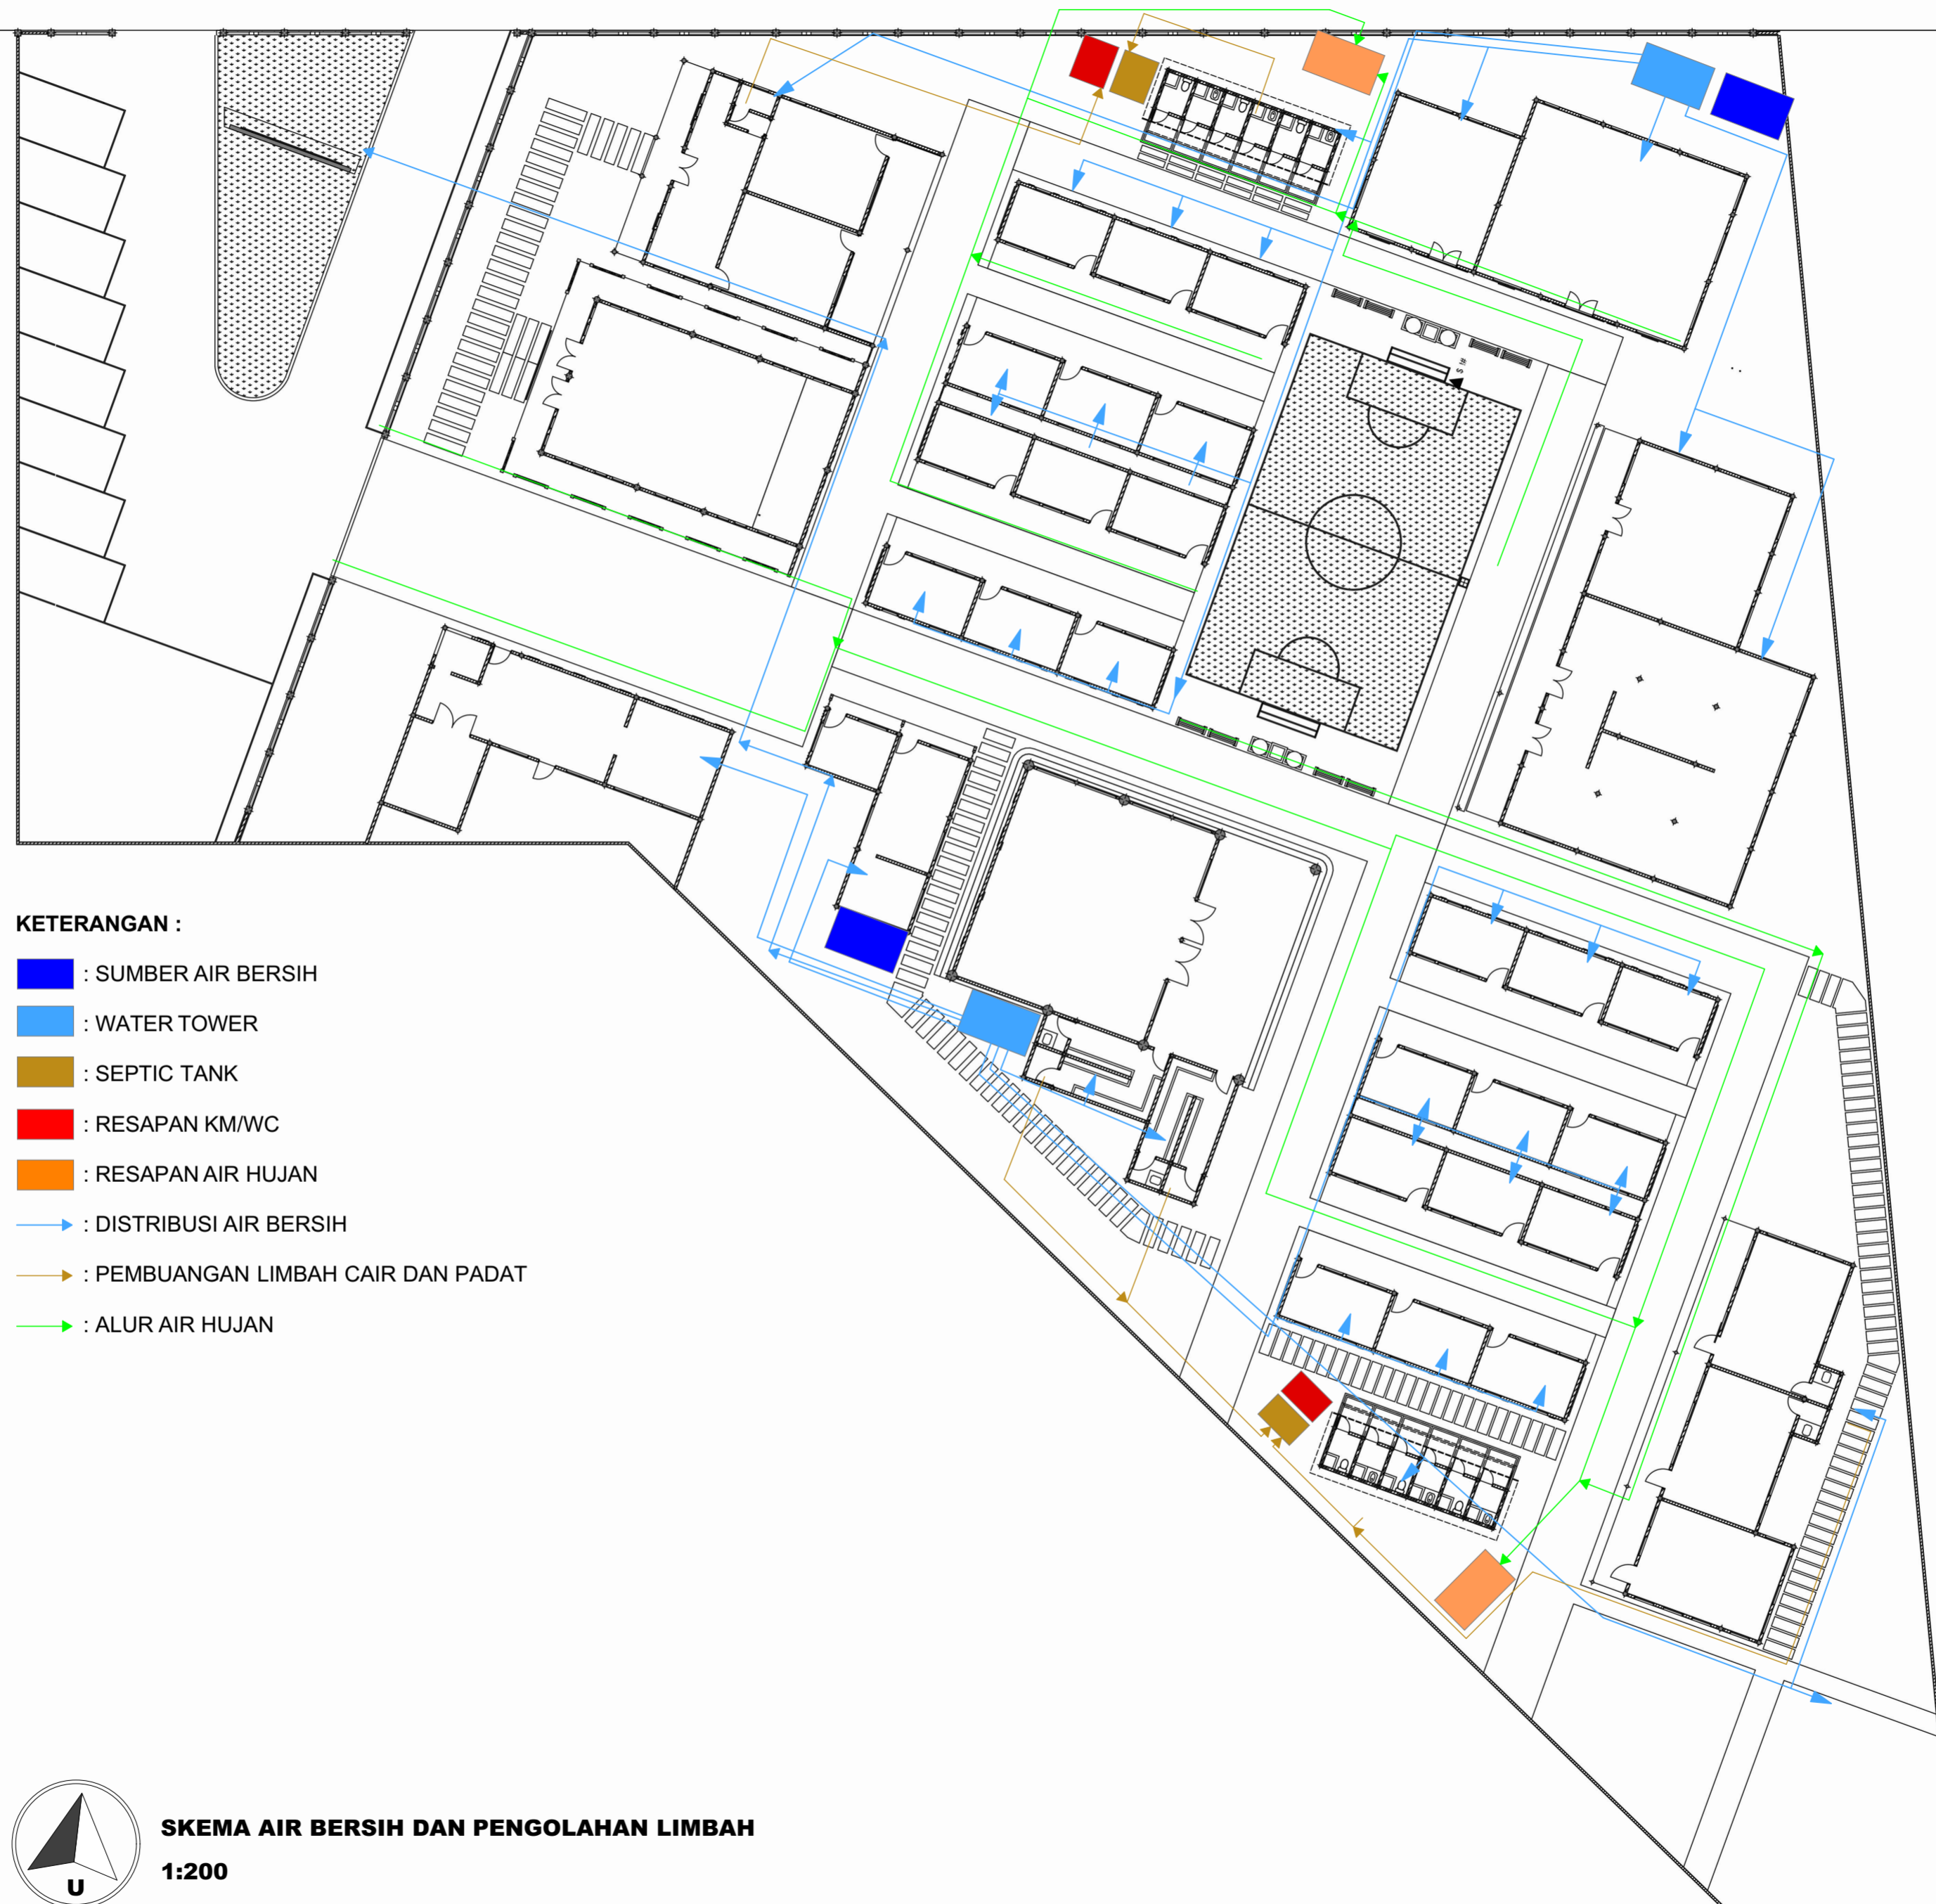 KETERANGAN :
: SUMBER AIR BERSIH
: WATER TOWER
: SEPTIC TANK
: RESAPAN KM/WC
: RESAPAN AIR HUJAN
: DISTRIBUSI AIR BERSIH
: PEMBUANGAN LIMBAH CAIR DAN PADAT
: ALUR AIR HUJAN
U
SKEMA AIR BERSIH DAN PENGOLAHAN LIMBAH
1:200